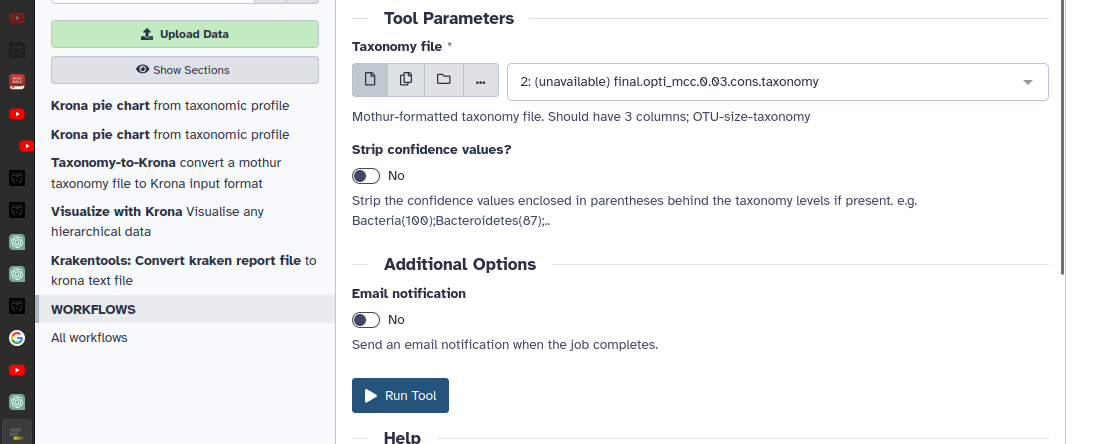 Upload Data
Show Sections
Krona pie chart from taxonomic profile
Krona pie chart from taxonomic profile
Taxonomy-to-Krona convert a mothur
taxonomy file to Krona input format
Visualize with Krona Visualise any
hierarchical data
Krakentools: Convert kraken report file to
krona text file
WORKFLOWS
All workflows
Tool Parameters
Taxonomy file *
...
2: (unavailable) final.opti_mcc.0.03.cons.taxonomy
Mothur-formatted taxonomy file. Should have 3 columns; OTU-size-taxonomy
Strip confidence values?
No
Strip the confidence values enclosed in parentheses behind the taxonomy levels if present. e.g.
Bacteria(100);Bacteroidetes(87);..
Additional Options
Email notification
No
Send an email notification when the job completes.
Run Tool
Help